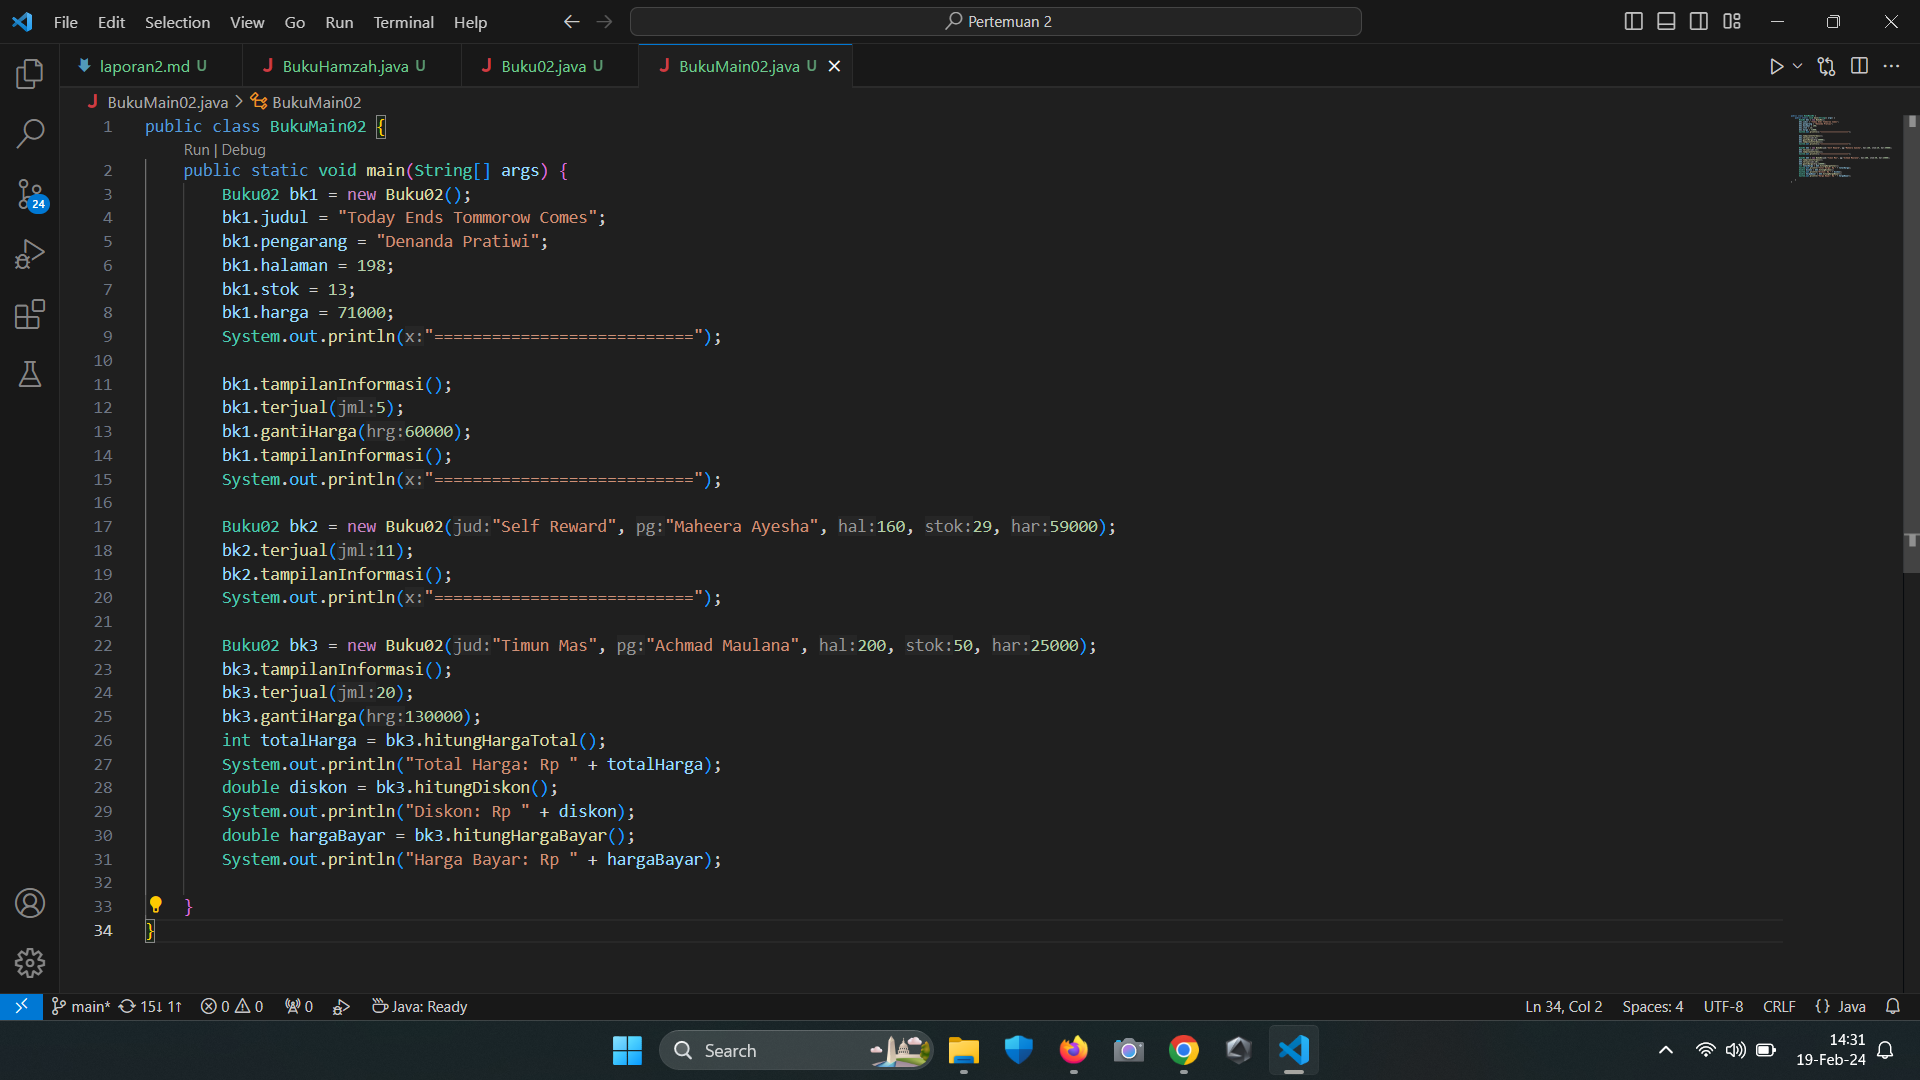 File Edit Selection View Go Run Terminal Help
Pertemuan 2
laporan2.md U
BukuHamzah.java U
Buku02.java U
BukuMain02.java U
BukuMain02.java > BukuMain02
1 public class BukuMain02 {
Run | Debug
2 public static void main(String[] args) {
3 Buku02 bk1 = new Buku02();
4 bk1.judul = "Today Ends Tommorow Comes";
5 bk1.pengarang = "Denanda Pratiwi";
6 bk1.halaman = 198;
7 bk1.stok = 13;
8 bk1.harga = 71000;
9 System.out.println(x:"===========================");
10
11 bk1.tampilanInformasi();
12 bk1.terjual(jml:5);
13 bk1.gantiHarga(hrg:60000);
14 bk1.tampilanInformasi();
15 System.out.println(x:"===========================");
16
17 Buku02 bk2 = new Buku02(jud:"Self Reward", pg:"Maheera Ayesha", hal:160, stok:29, har:59000);
18 bk2.terjual(jml:11);
19 bk2.tampilanInformasi();
20 System.out.println(x:"===========================");
21
22 Buku02 bk3 = new Buku02(jud:"Timun Mas", pg:"Achmad Maulana", hal:200, stok:50, har:25000);
23 bk3.tampilanInformasi();
24 bk3.terjual(jml:20);
25 bk3.gantiHarga(hrg:130000);
26 int totalHarga = bk3.hitungHargaTotal();
27 System.out.println("Total Harga: Rp " + totalHarga);
28 double diskon = bk3.hitungDiskon();
29 System.out.println("Diskon: Rp " + diskon);
30 double hargaBayar = bk3.hitungHargaBayar();
31 System.out.println("Harga Bayar: Rp " + hargaBayar);
32
33 }
34 }
24
main* 15↓ 1↑ 0 0 0 Java: Ready
Ln 34, Col 2 Spaces: 4 UTF-8 CRLF {} Java
Search
14:31
19-Feb-24